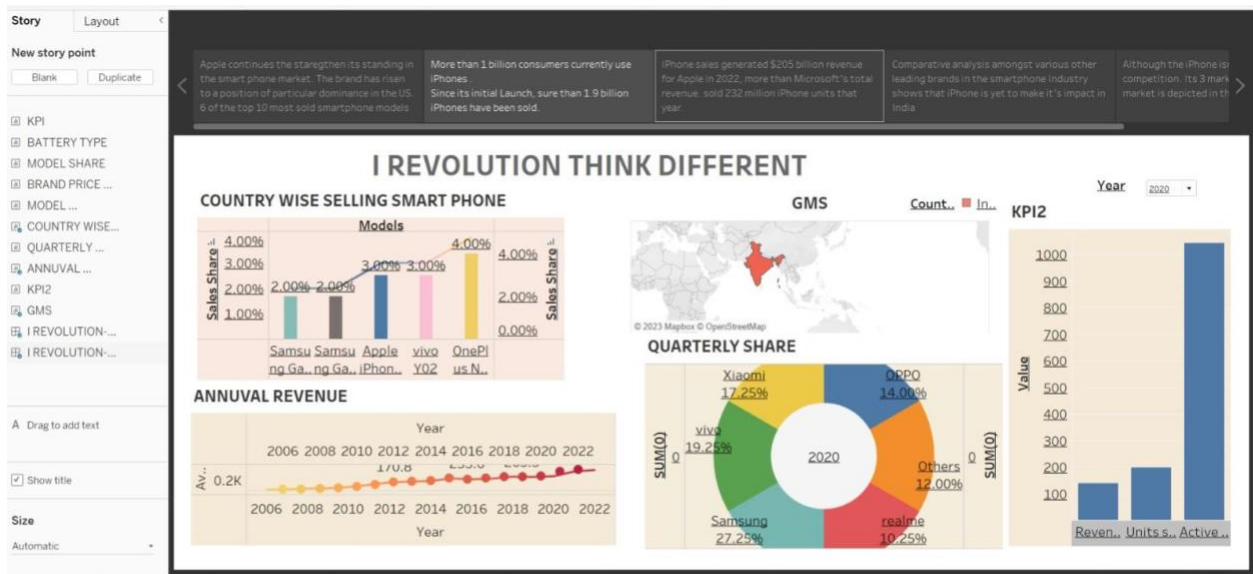 Story
Layout
New story point
Blank
Duplicate
KPI
BATTERY TYPE
MODEL SHARE
BRAND PRICE ...
MODEL ...
COUNTRY WISE...
QUARTERLY ...
ANNUVAL ...
KPI2
GMS
I REVOLUTION-...
I REVOLUTION-...
A Drag to add text
Show title
Size
Automatic
Apple continues the staregthen its standing in
the smart phone market. The brand has risen
to a position of particular dominance in the US.
6 of the top 10 most sold smartphone models
More than 1 billion consumers currently use
iPhones .
Since its initial Launch, sure than 1.9 billion
iPhones have been sold.
iPhone sales generated $205 billion revenue
for Apple in 2022, more than Microsoft's total
revenue. sold 232 million iPhone units that
year.
Comparative analysis amongst various other
leading brands in the smartphone industry
shows that iPhone is yet to make it's impact in
India
Although the iPhone is
competition. Its 3 mark
market is depicted in th
I REVOLUTION THINK DIFFERENT
Year
2020
COUNTRY WISE SELLING SMART PHONE
Models
Sales Share ..
4.00%
3.00%
2.00%
1.00%
2.00%
2.00%
3.00%
3.00%
4.00%
4.00%
2.00%
0.00%
Sales Share ..
Samsu
ng Ga..
Samsu
ng Ga..
Apple
iPhon..
vivo
Y02
OnePl
us N..
GMS
Count..
In..
© 2023 Mapbox © OpenStreetMap
KPI2
Value
1000
900
800
700
600
500
400
300
200
100
Reven..
Units s..
Active ..
ANNUVAL REVENUE
Year
2006 2008 2010 2012 2014 2016 2018 2020 2022
170.8
Av..
0.2K
2006 2008 2010 2012 2014 2016 2018 2020 2022
Year
QUARTERLY SHARE
SUM(0)
0
Xiaomi
17.25%
OPPO
14.00%
vivo
19.25%
2020
Others
12.00%
Samsung
27.25%
realme
10.25%
0
SUM(0)